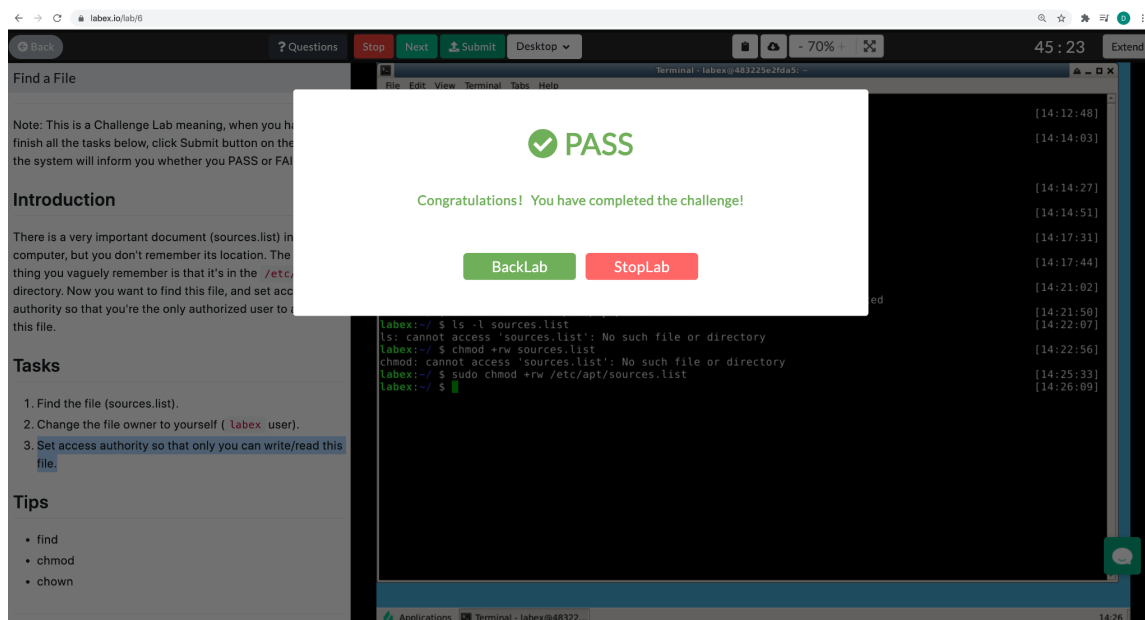 labex.io/lab/6
D
Back
? Questions
Stop
Next
Submit
Desktop
- 70% +
45 : 23
Extend
Find a File
Note: This is a Challenge Lab meaning, when you
finish all the tasks below, click Submit button on the
the system will inform you whether you PASS or
Introduction
There is a very important document (sources.list) in
computer, but you don't remember its location. The
thing you vaguely remember is that it's in the /etc/
directory. Now you want to find this file, and set
authority so that you're the only authorized user to
this file.
Tasks
1. Find the file (sources.list).
2. Change the file owner to yourself ( labex user).
3. Set access authority so that only you can write/read this
file.
Tips
• find
• chmod
• chown
Terminal - labex@483225e2fda5: ~
File Edit View Terminal Tabs Help
[14:12:48]
[14:14:03]
[14:14:27]
[14:14:51]
[14:17:31]
[14:17:44]
[14:21:02]
[14:21:50]
PASS
Congratulations! You have completed the challenge!
BackLab
StopLab
labex:~/ $ ls -l sources.list [14:22:07]
ls: cannot access 'sources.list': No such file or directory
labex:~/ $ chmod +rw sources.list [14:22:56]
chmod: cannot access 'sources.list': No such file or directory
labex:~/ $ sudo chmod +rw /etc/apt/sources.list [14:25:33]
labex:~/ $ [14:26:09]
Applications
Terminal - labex@48322...
14:26